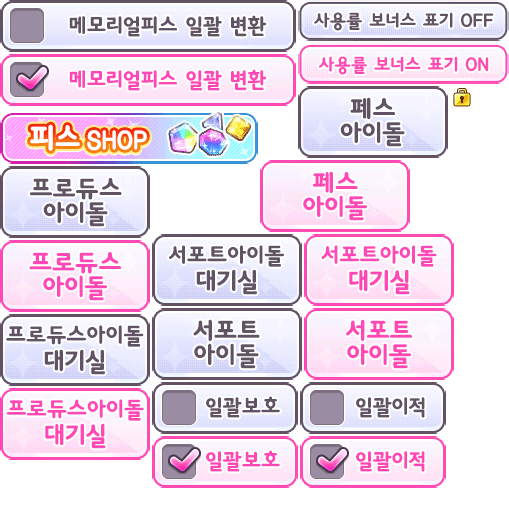 메모리얼피스 일괄 변환
사용률 보너스 표기 OFF
메모리얼피스 일괄 변환
사용률 보너스 표기 ON
페스
아이돌
피스 SHOP
프로듀스
아이돌
페스
아이돌
프로듀스
아이돌
서포트아이돌
대기실
서포트아이돌
대기실
프로듀스아이돌
대기실
서포트
아이돌
서포트
아이돌
프로듀스아이돌
대기실
일괄보호
일괄이적
일괄보호
일괄이적